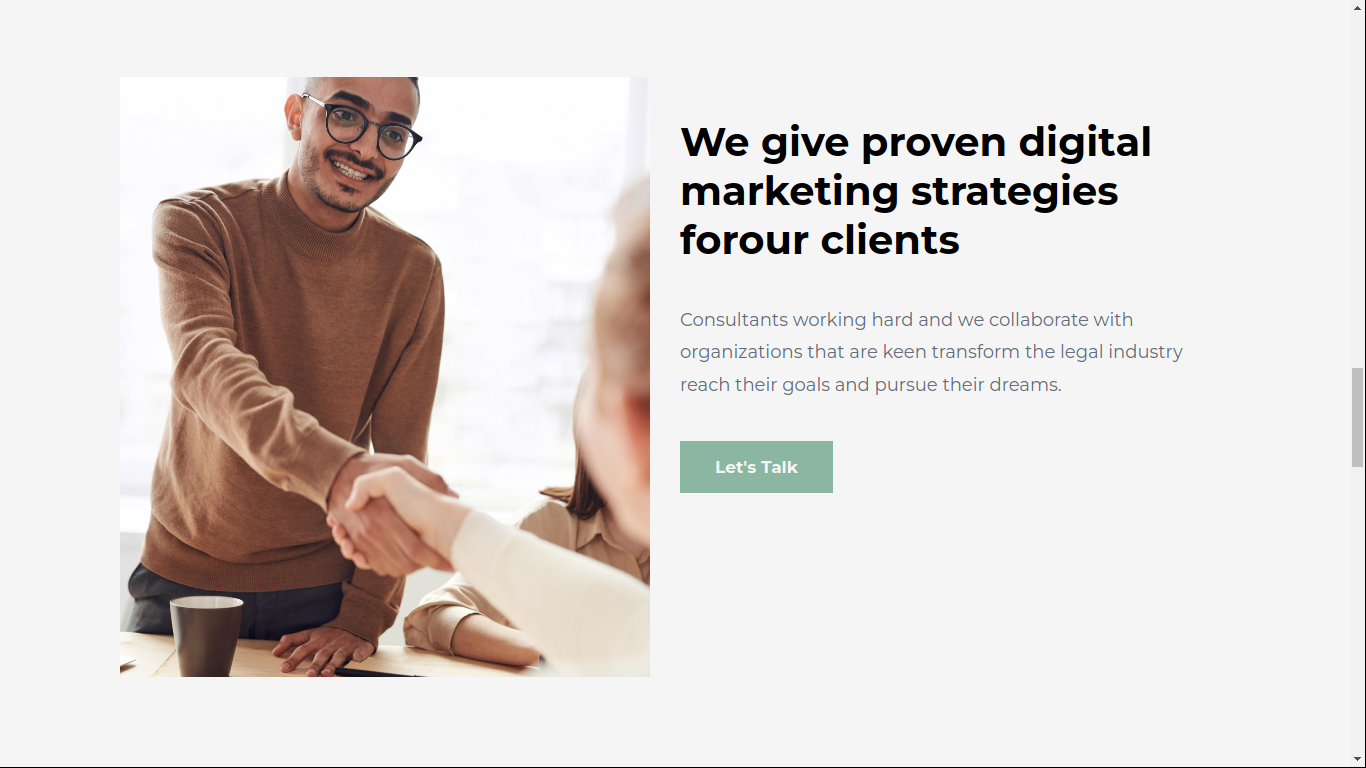 We give proven digital
marketing strategies
forour clients
Consultants working hard and we collaborate with
organizations that are keen transform the legal industry
reach their goals and pursue their dreams.
Let's Talk